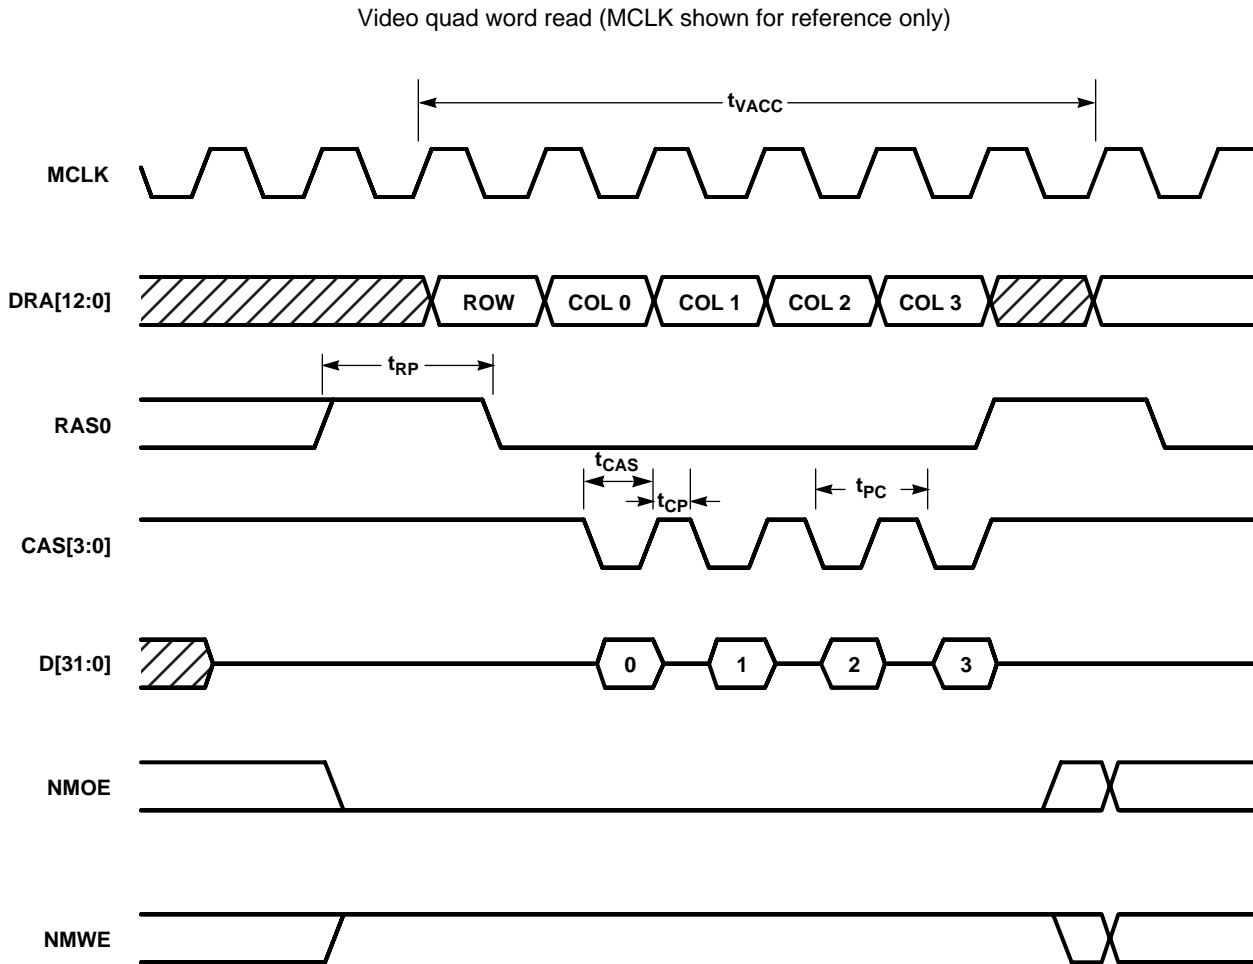 Video quad word read (MCLK shown for reference only)
tVACC
MCLK
DRA[12:0]
ROW
COL 0
COL 1
COL 2
COL 3
tRP
RAS0
tCAS
tCP
tPC
CAS[3:0]
D[31:0]
0
1
2
3
NMOE
NMWE